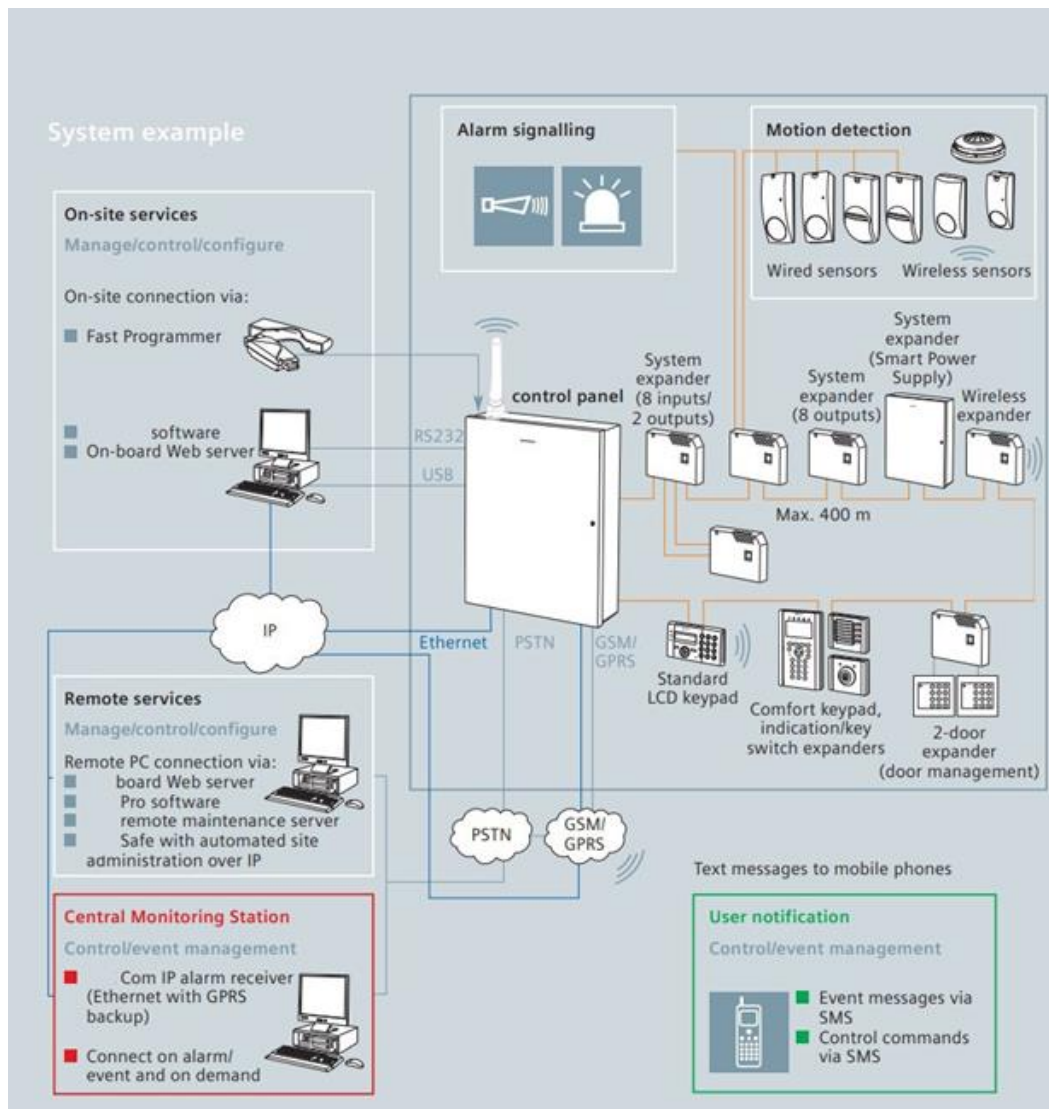 System example
Alarm signalling
Motion detection
Wired sensors
Wireless sensors
On-site services
Manage/control/configure
On-site connection via:
Fast Programmer
software
On-board Web server
RS232
USB
control panel
System
expander
(8 inputs/
2 outputs)
System
expander
(8 outputs)
System
expander
(Smart Power
Supply)
Wireless
expander
Max. 400 m
IP
Ethernet
PSTN
GSM/
GPRS
Standard
LCD keypad
Comfort keypad,
indication/key
switch expanders
2-door
expander
(door management)
Remote services
Manage/control/configure
Remote PC connection via:
board Web server
Pro software
remote maintenance server
Safe with automated site
administration over IP
PSTN
GSM/
GPRS
Central Monitoring Station
Control/event management
Com IP alarm receiver
(Ethernet with GPRS
backup)
Connect on alarm/
event and on demand
Text messages to mobile phones
User notification
Control/event management
Event messages via
SMS
Control commands
via SMS